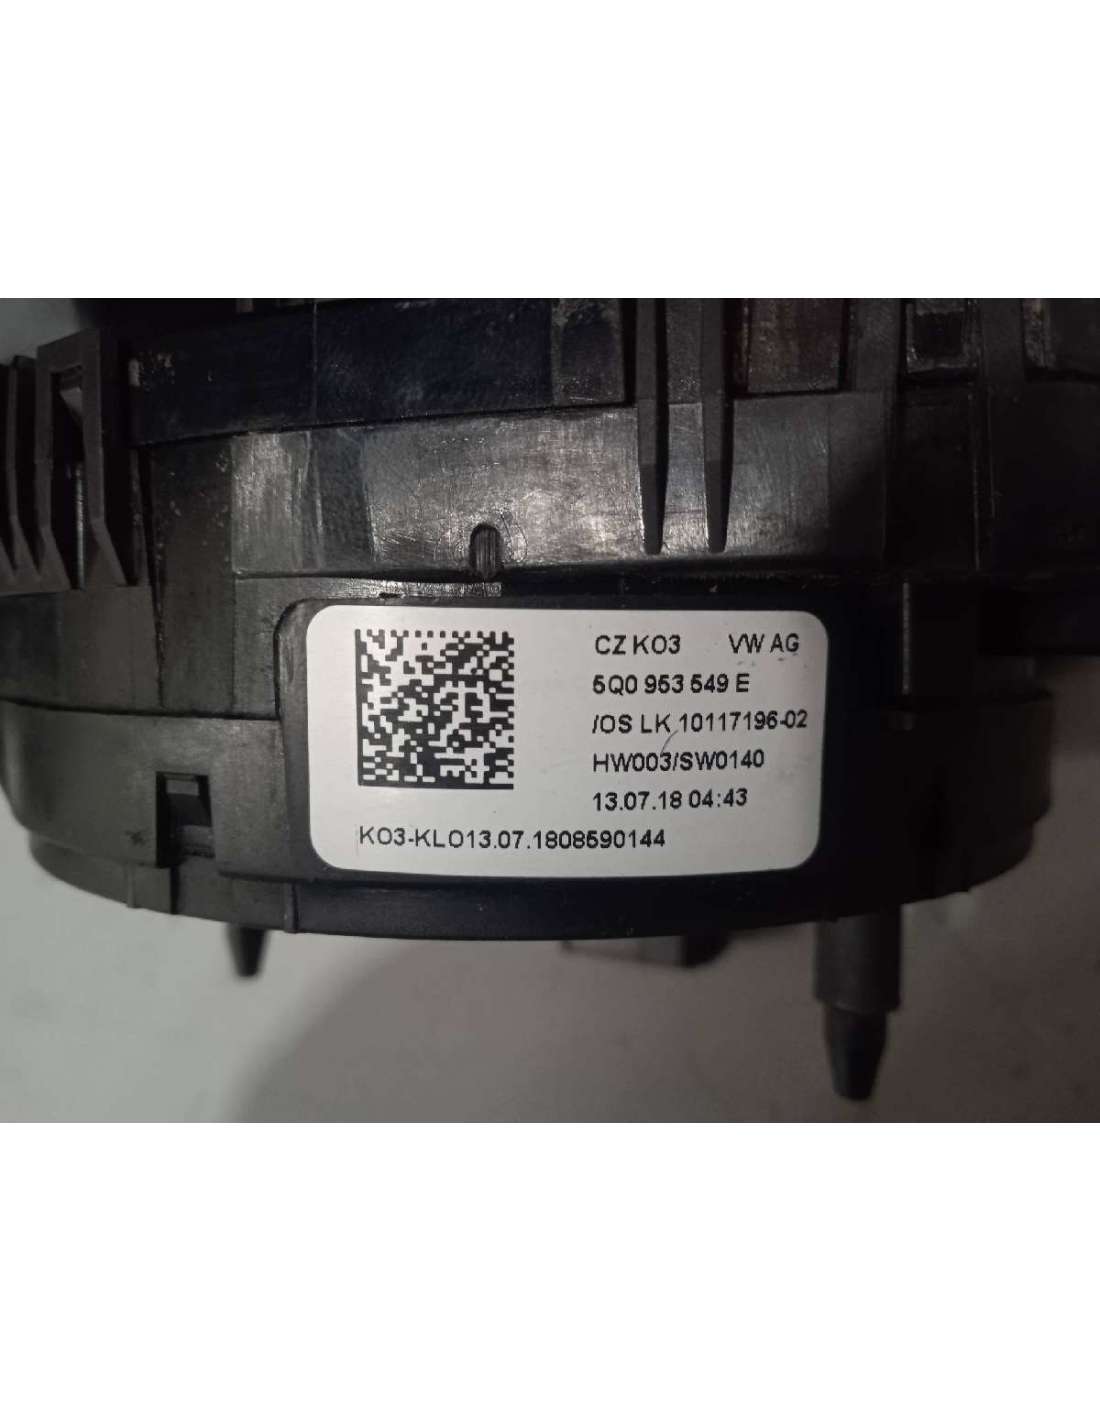 CZ KO3 VW AG
5Q0 953 549 E
/OS LK 10117196-02
HW003/SW0140
13.07.18 04:43
KO3-KLO13.07.1808590144